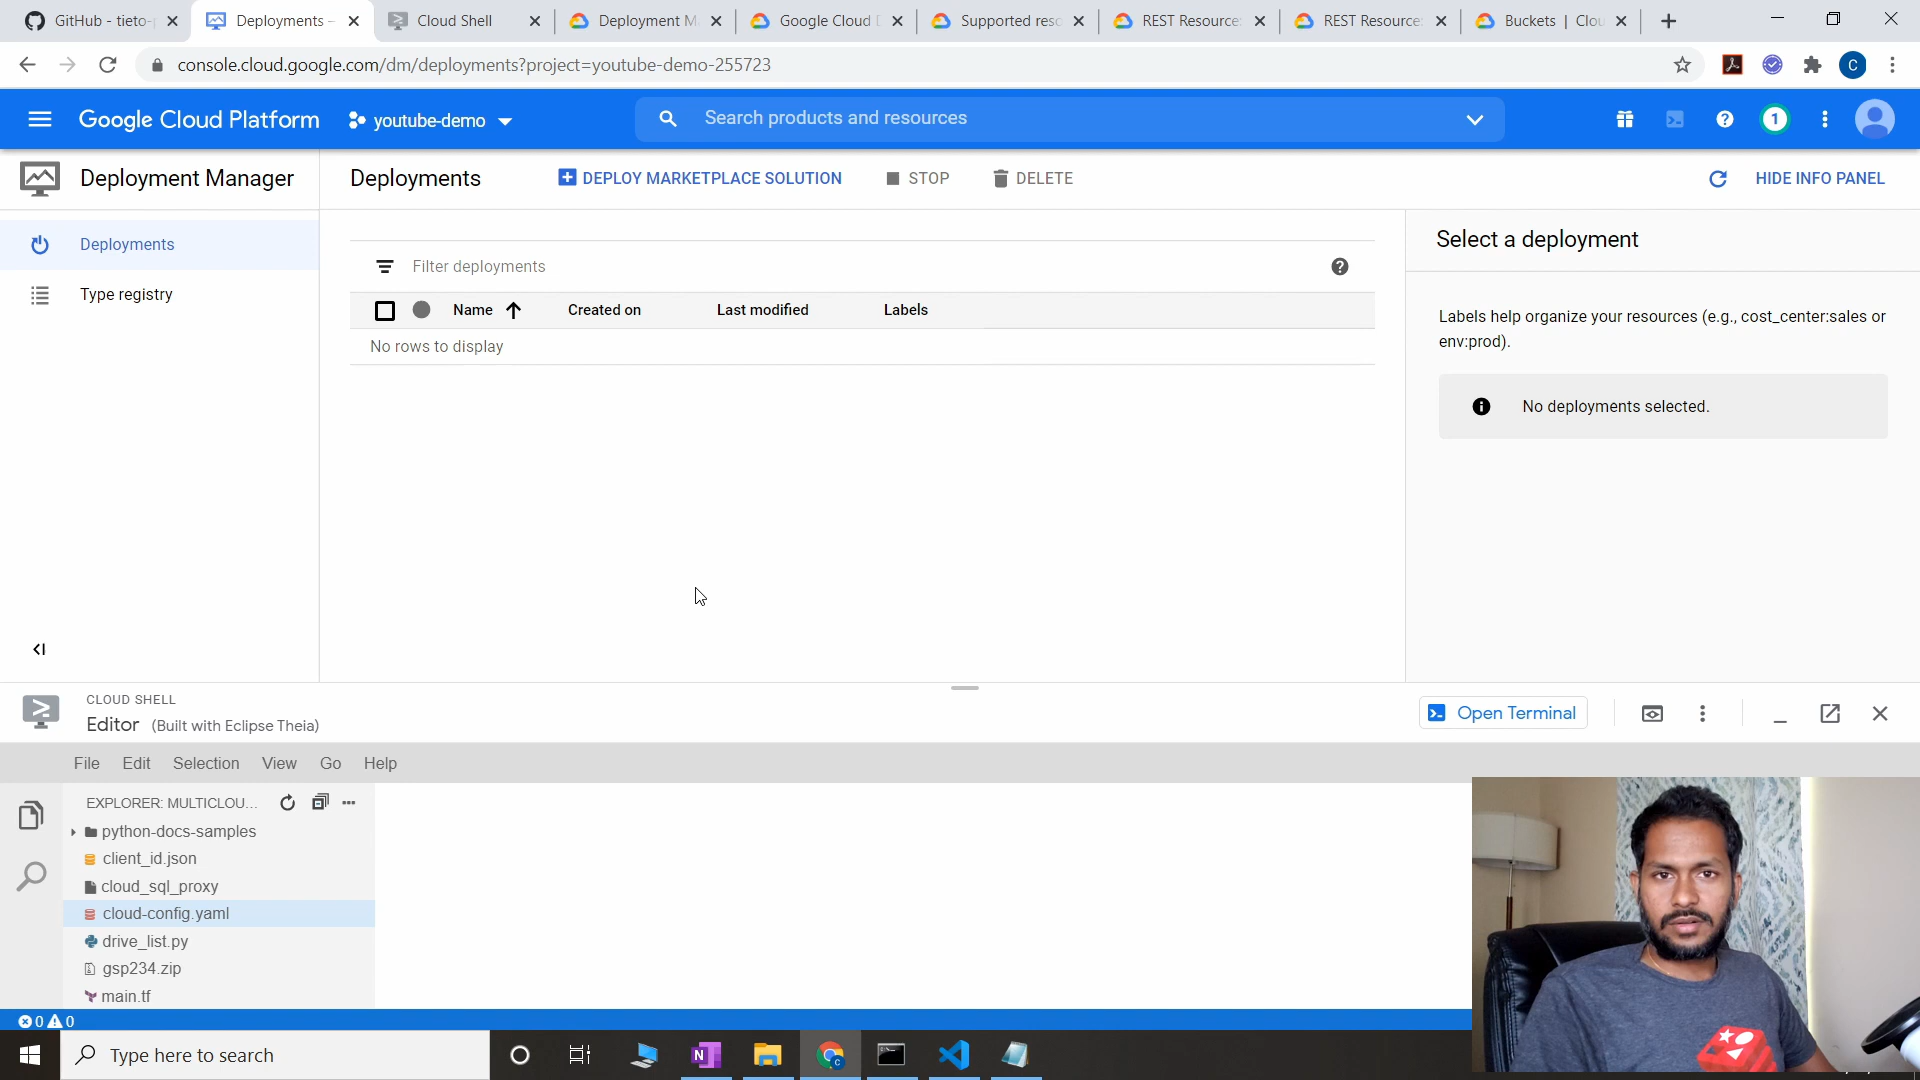 GitHub - tieto-
Deployments –
Cloud Shell
Deployment M
Google Cloud
Supported reso
REST Resource:
REST Resource:
Buckets | Clou
console.cloud.google.com/dm/deployments?project=youtube-demo-255723
C
Google Cloud Platform
youtube-demo
Search products and resources
1
Deployment Manager
Deployments
DEPLOY MARKETPLACE SOLUTION
STOP
DELETE
HIDE INFO PANEL
Deployments
Type registry
Filter deployments
Name
Created on
Last modified
Labels
No rows to display
Select a deployment
Labels help organize your resources (e.g., cost_center:sales or
env:prod).
No deployments selected.
CLOUD SHELL
Editor (Built with Eclipse Theia)
Open Terminal
File Edit Selection View Go Help
EXPLORER: MULTICLOU...
python-docs-samples
client_id.json
cloud_sql_proxy
cloud-config.yaml
drive_list.py
gsp234.zip
main.tf
0 0
Type here to search